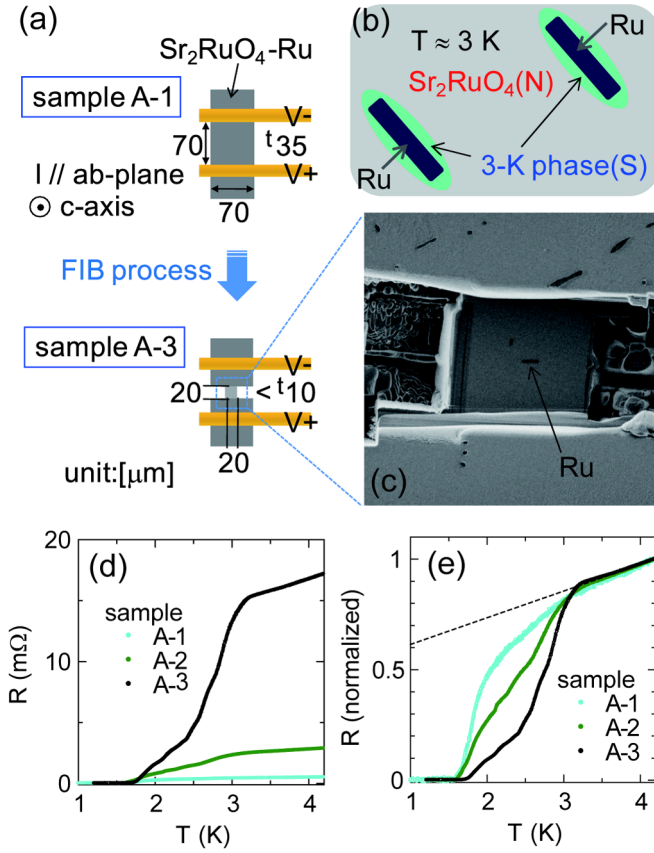 (a)
Sr₂RuO₄-Ru
sample A-1
V-
70
ᵗ35
I // ab-plane
V+
⊙ c-axis
70
FIB process
sample A-3
V-
20
< ᵗ10
V+
20
unit:[μm]
(b)
T ≈ 3 K
Ru
Sr₂RuO₄(N)
Ru
3-K phase(S)
Ru
(c)
(d)
20
10
0
R (mΩ)
sample
A-1
A-2
A-3
1
2
3
4
T (K)
(e)
1
0.5
0
R (normalized)
sample
A-1
A-2
A-3
1
2
3
4
T (K)